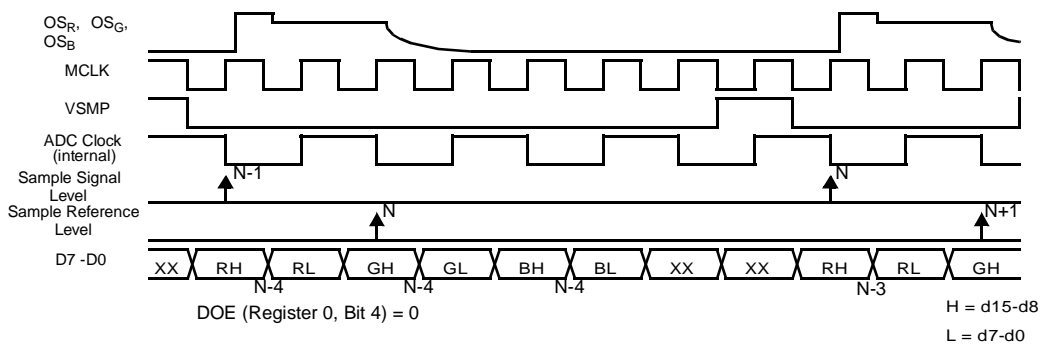 OSR, OSG,
OSB
MCLK
VSMP
ADC Clock
(internal)
Sample Signal
Level
N-1
N
Sample Reference
Level
N
N+1
D7 -D0
XX RH RL GH GL BH BL XX XX RH RL GH
N-4 N-4 N-4 N-3
DOE (Register 0, Bit 4) = 0
H = d15-d8
L = d7-d0